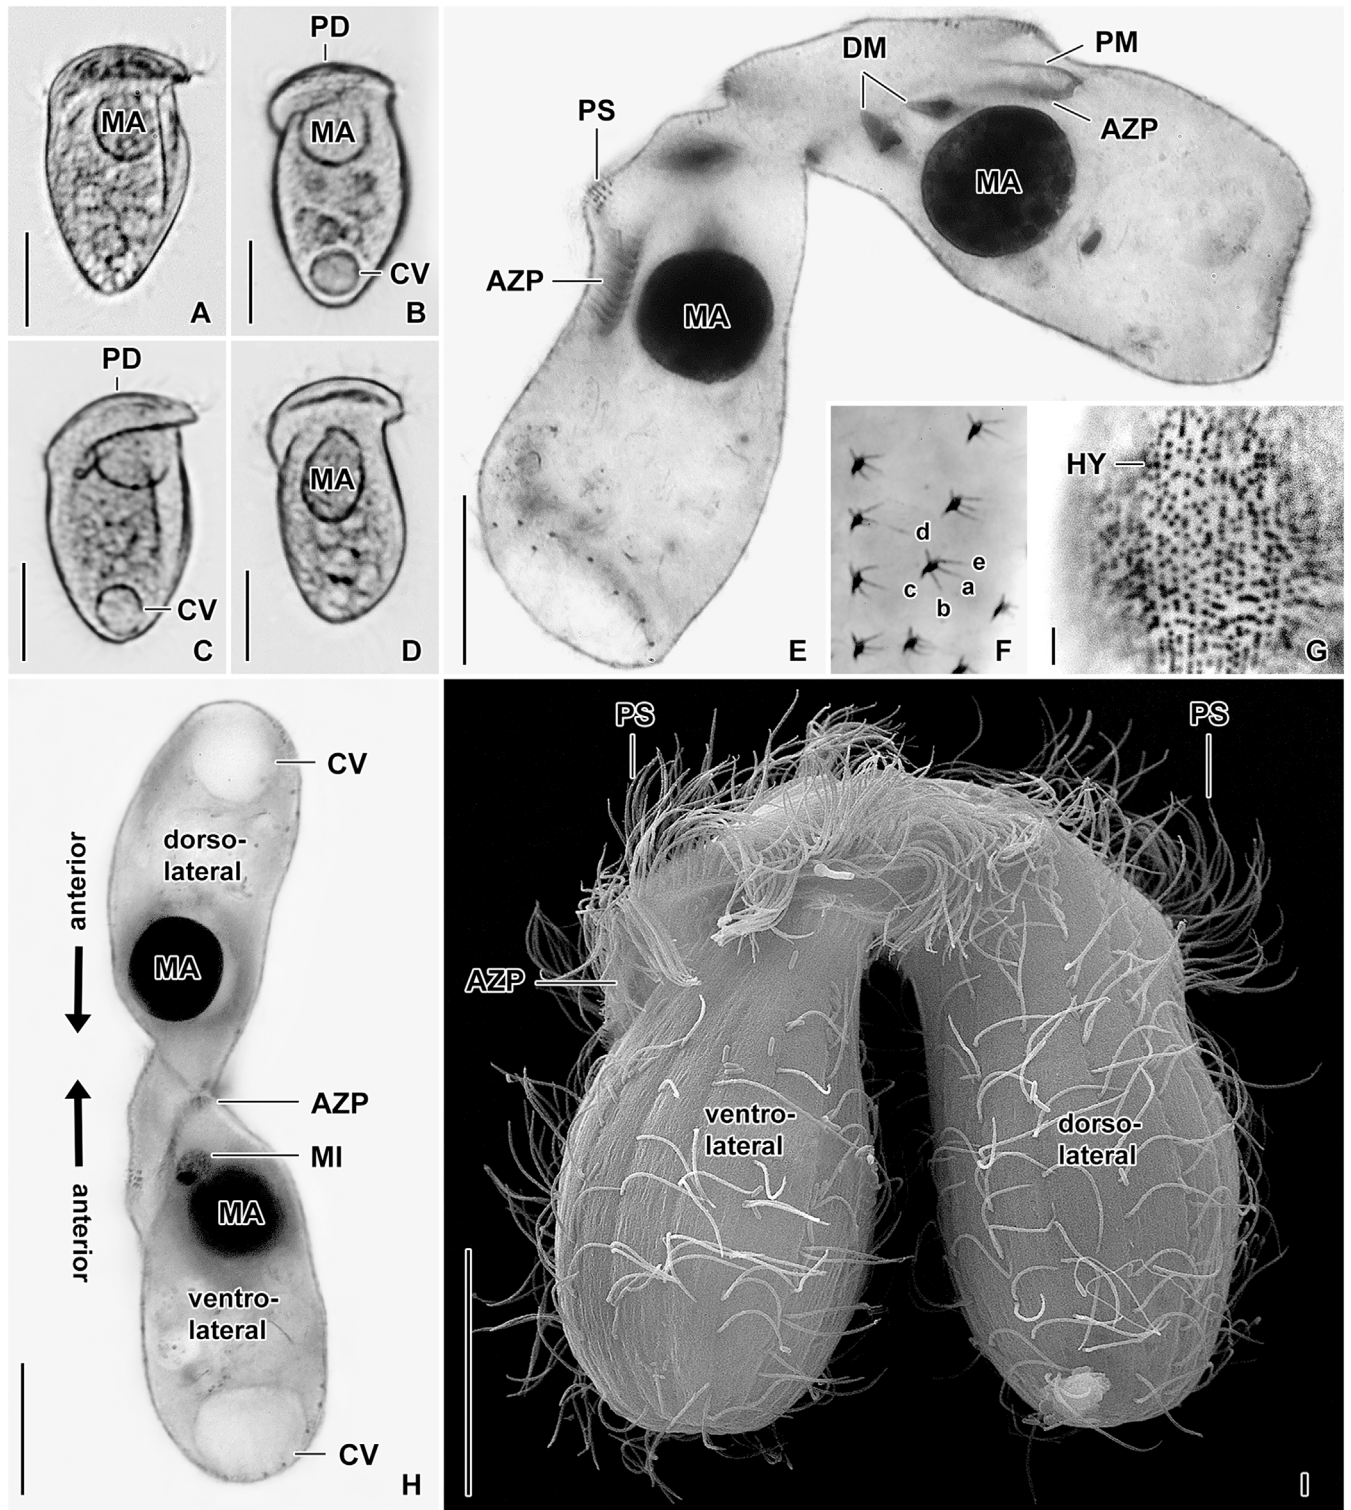 MA
A
PD
MA
CV
B
PD
CV
C
MA
D
DM
PM
PS
AZP
MA
AZP
MA
E
d
e
c
a
b
F
HY
G
CV
dorso-
lateral
anterior
MA
AZP
MI
anterior
MA
ventro-
lateral
CV
H
PS
PS
AZP
ventro-
lateral
dorso-
lateral
I